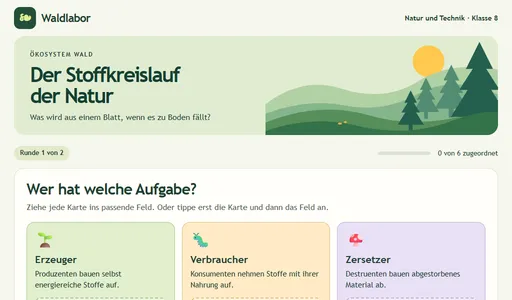 Waldlabor
Natur und Technik · Klasse 8
ÖKOSYSTEM WALD
Der Stoffkreislauf
der Natur
Was wird aus einem Blatt, wenn es zu Boden fällt?
Runde 1 von 2
0 von 6 zugeordnet
Wer hat welche Aufgabe?
Ziehe jede Karte ins passende Feld. Oder tippe erst die Karte und dann das Feld an.
Erzeuger
Produzenten bauen selbst
energiereiche Stoffe auf.
Verbraucher
Konsumenten nehmen Stoffe mit ihrer
Nahrung auf.
Zersetzer
Destruenten bauen abgestorbenes
Material ab.